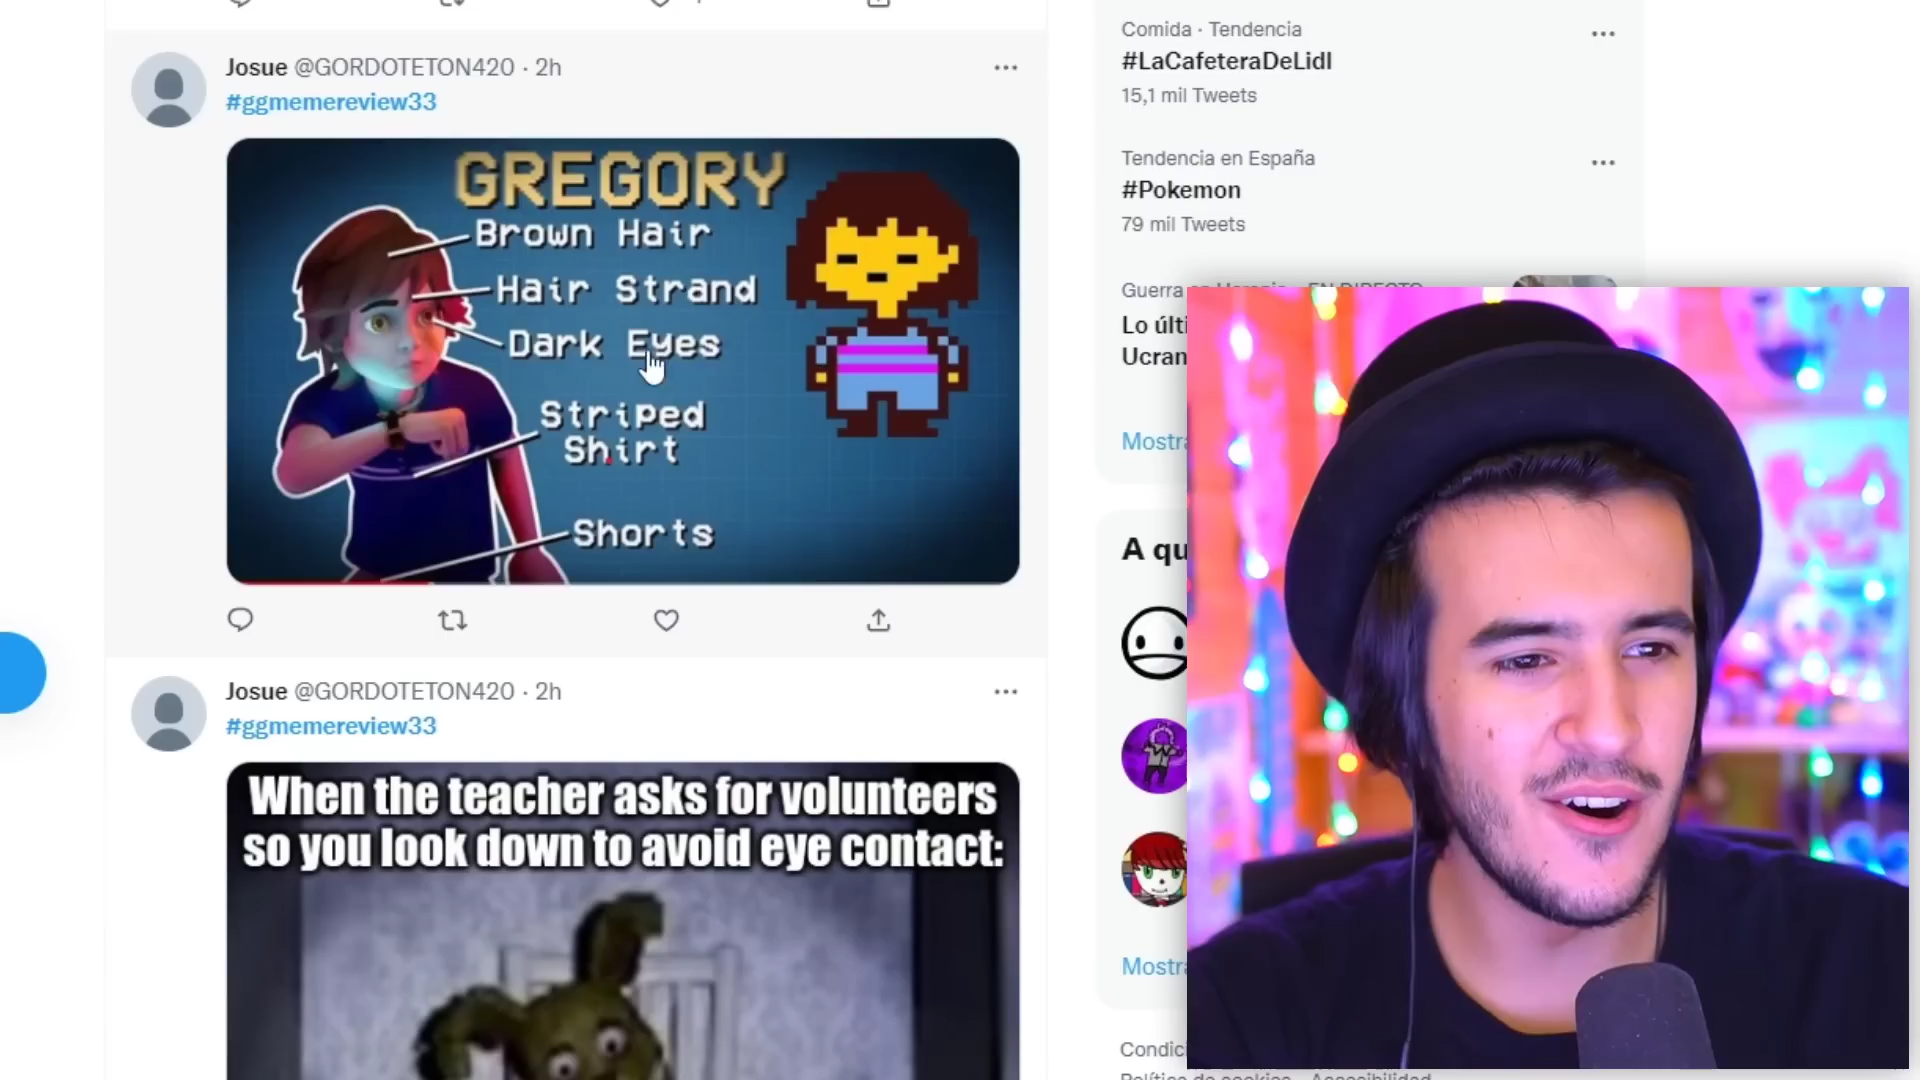 Josue @GORDOTETON420 · 2h
#ggmemereview33
GREGORY
Brown Hair
Hair Strand
Dark Eyes
Striped
Shirt
Shorts
Josue @GORDOTETON420 · 2h
#ggmemereview33
When the teacher asks for volunteers
so you look down to avoid eye contact:
Comida · Tendencia
#LaCafeteraDeLidl
15,1 mil Tweets
Tendencia en España
#Pokemon
79 mil Tweets
Guerra
Lo últi
Ucran
Mostra
A qu
Mostra
Condici